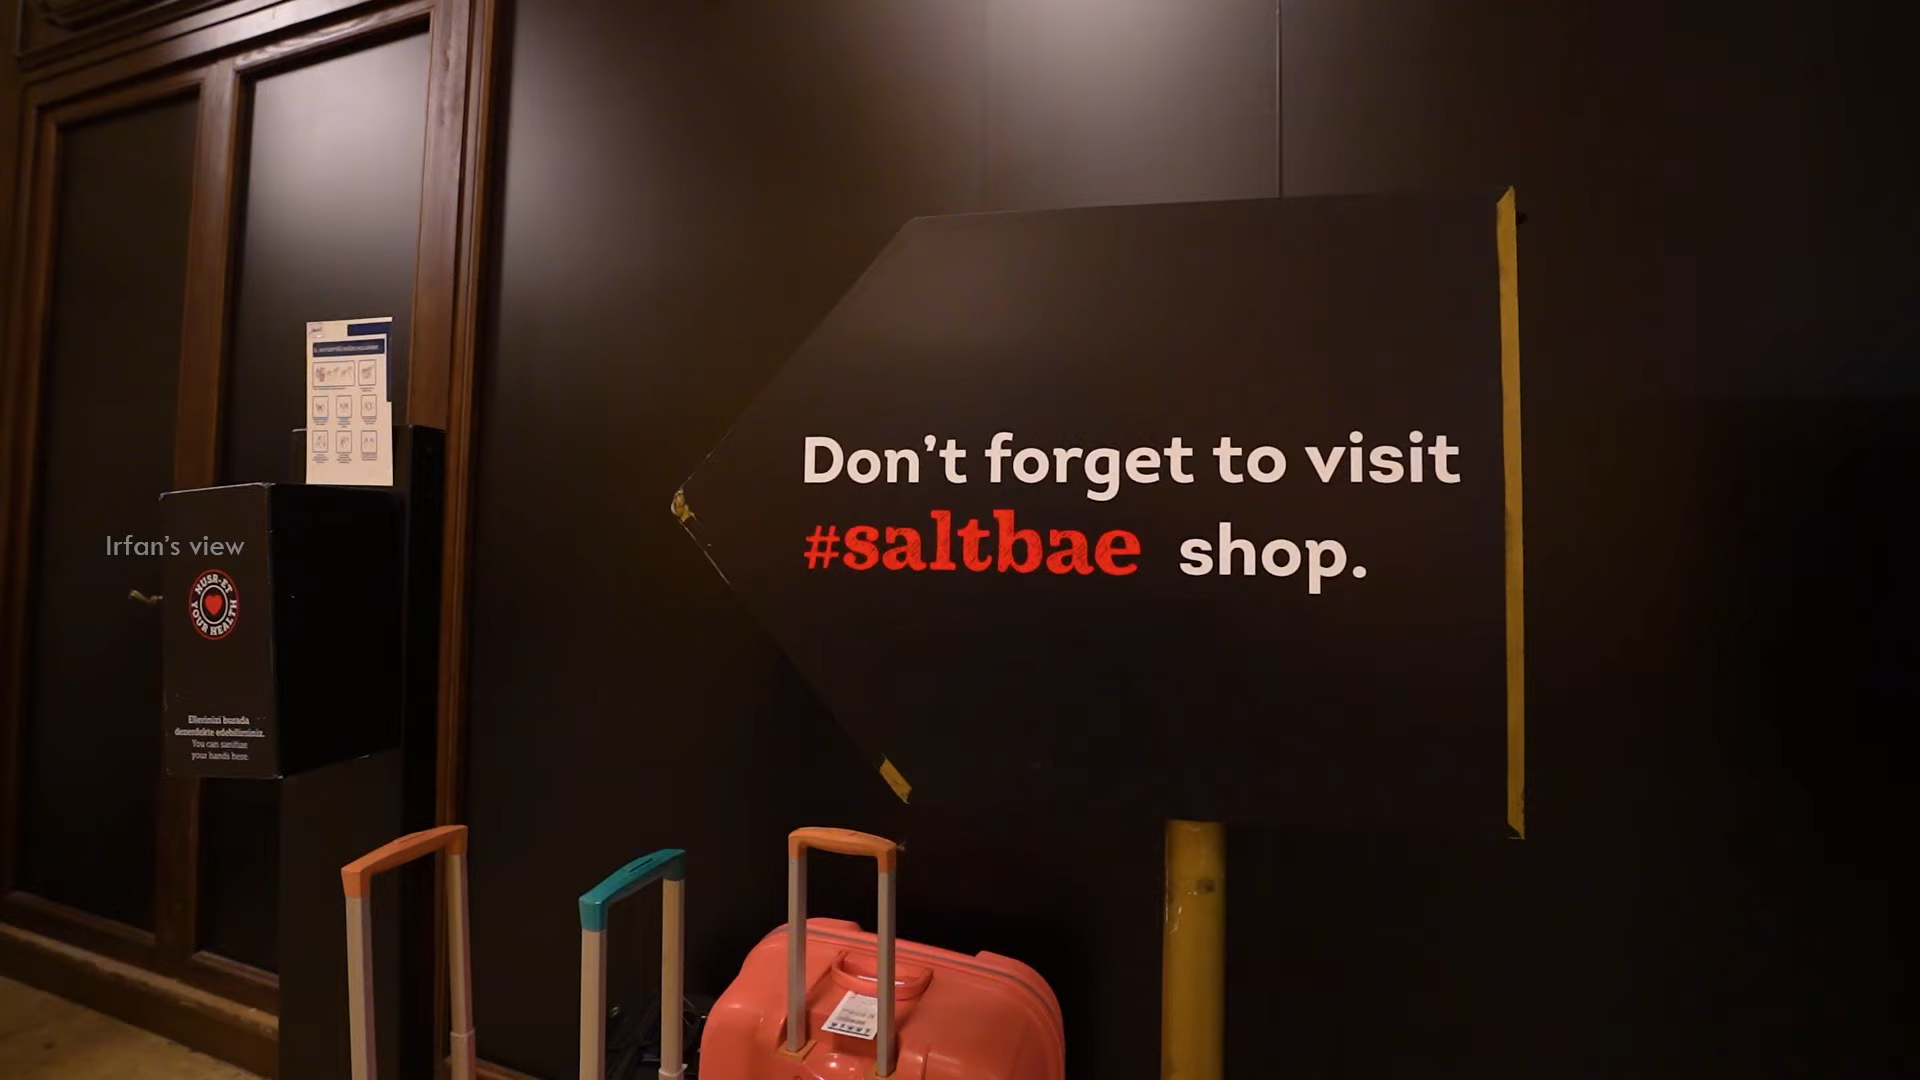 Don't forget to visit
#saltbae shop.
Irfan's view
NUSR-ET
YOUR HEALTH
Ellerinizi burada
dezenfekte edebilirsiniz.
You can sanitize
your hands here.